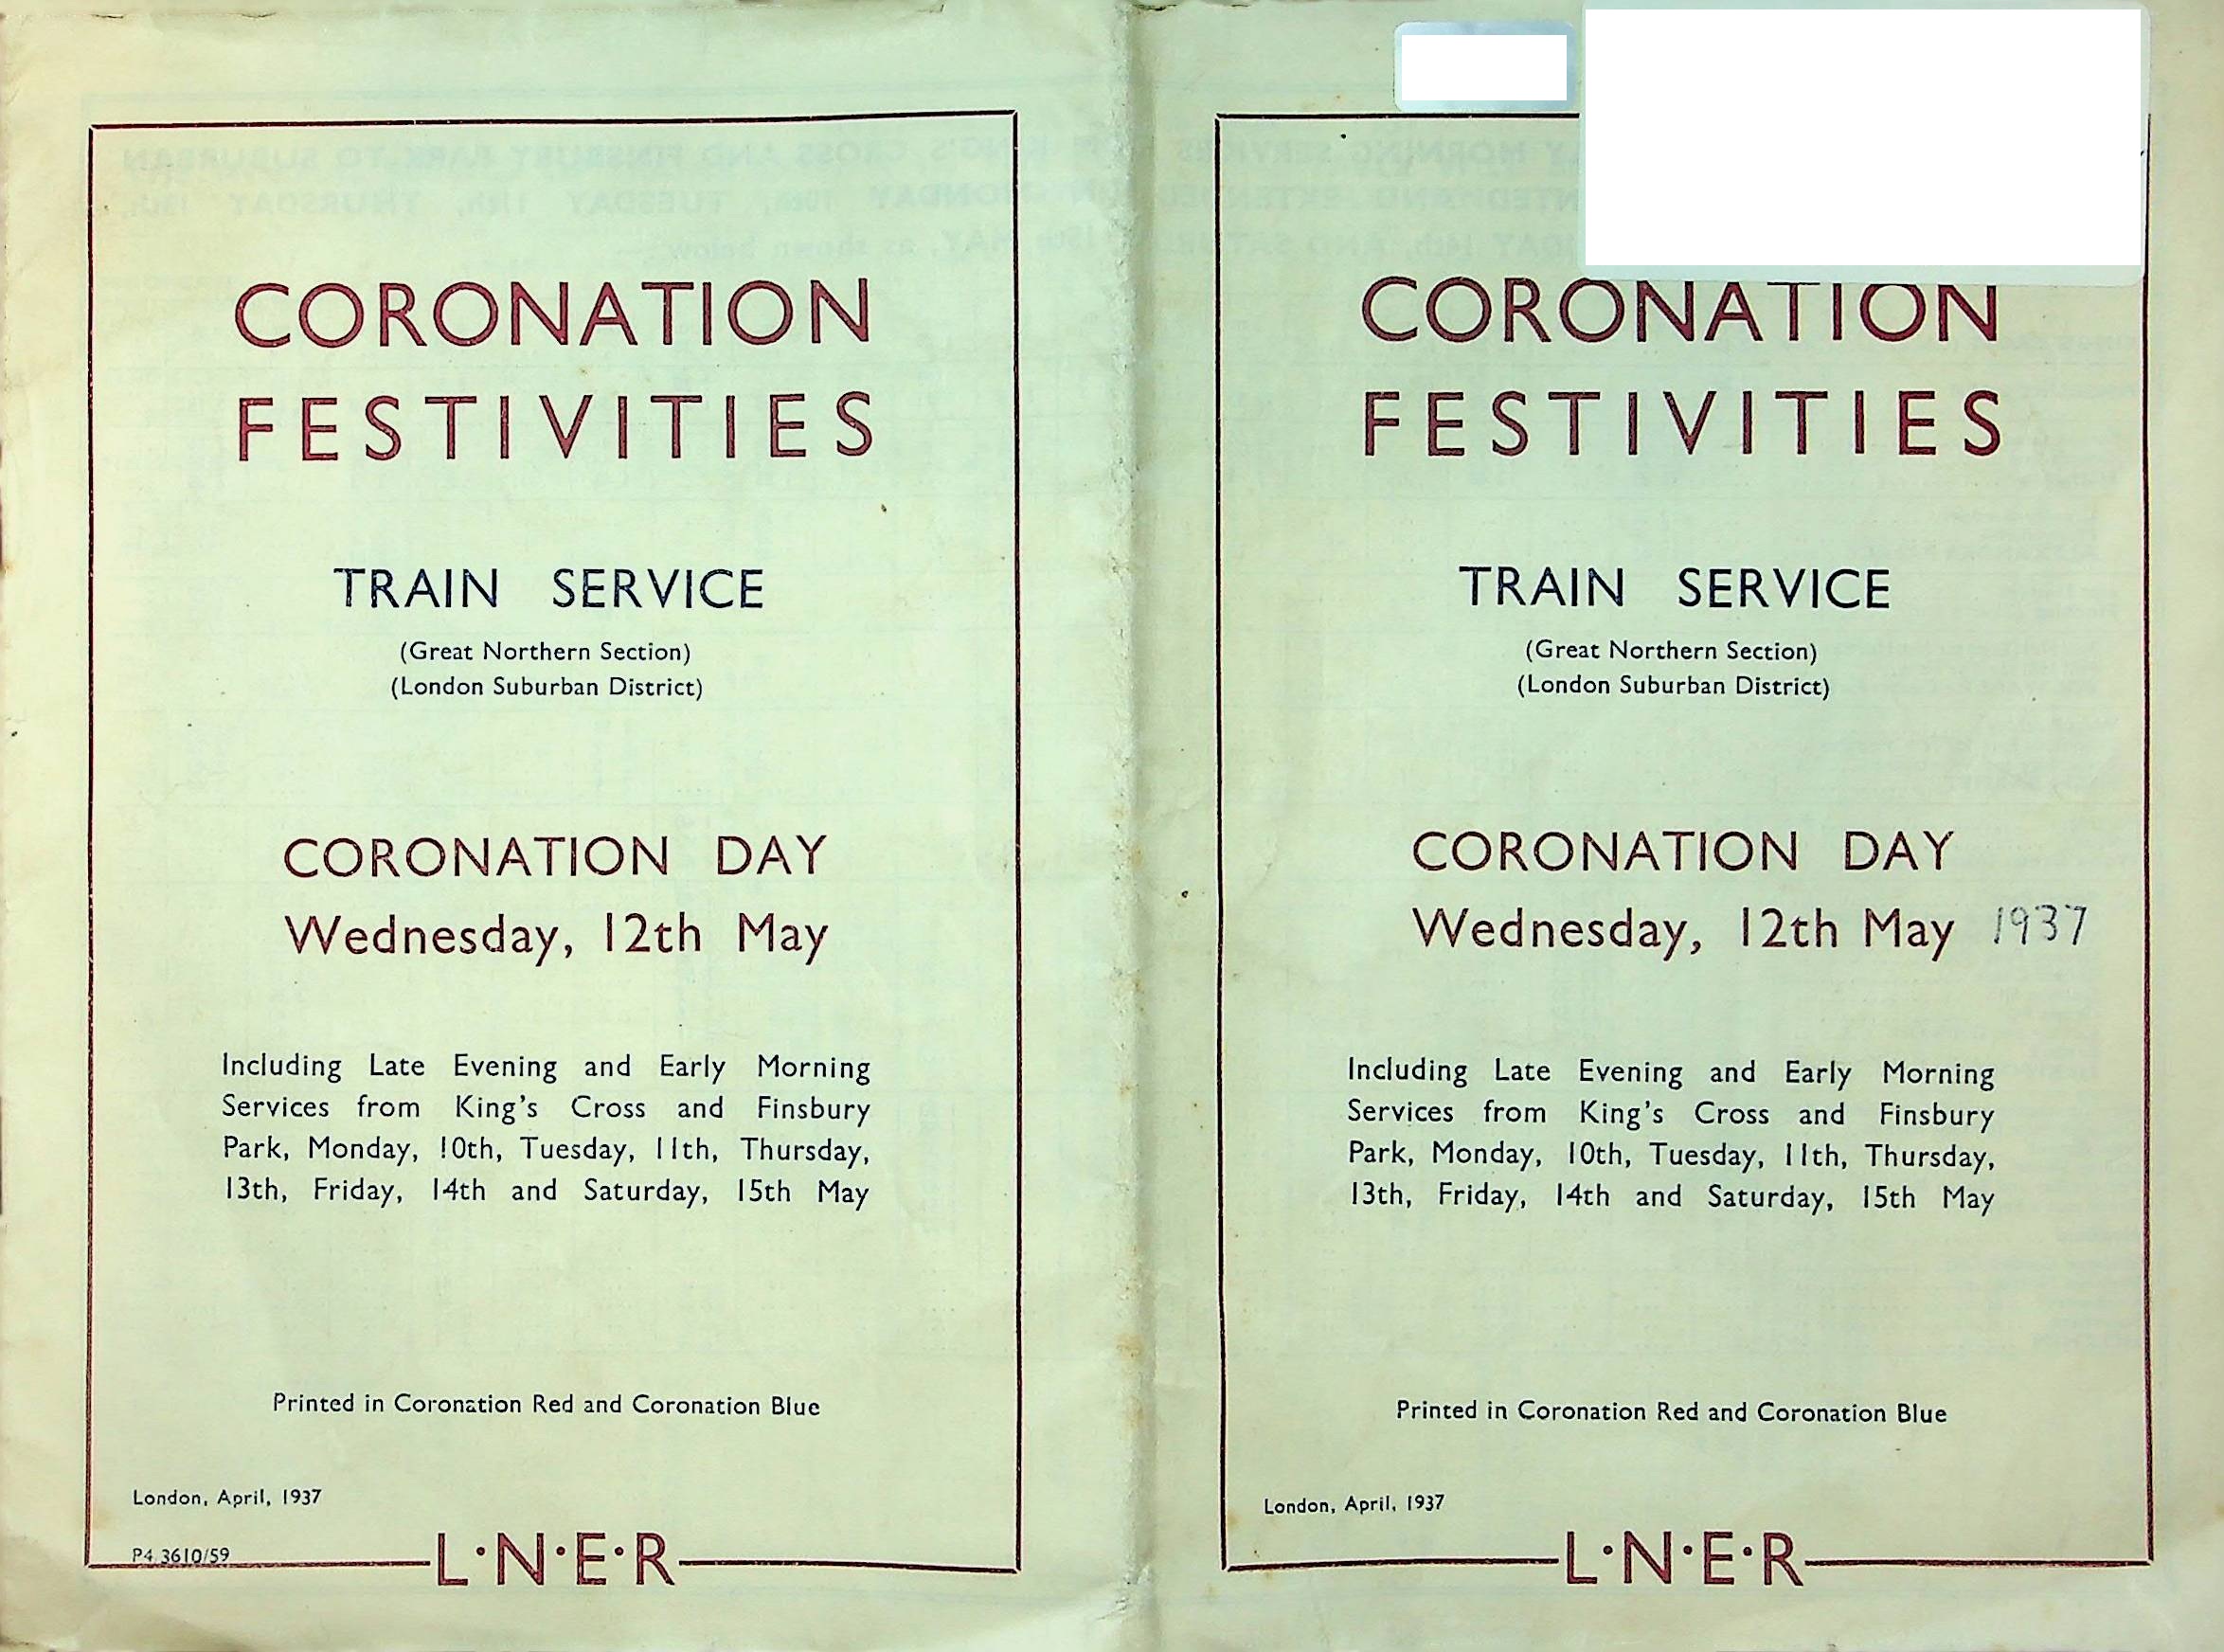 CORONATION
FESTIVITIES
TRAIN SERVICE
(Great Northern Section)
(London Suburban District)
CORONATION DAY
Wednesday, 12th May
Including Late Evening and Early Morning
Services from King's Cross and Finsbury
Park, Monday, 10th, Tuesday, 11th, Thursday,
13th, Friday, 14th and Saturday, 15th May
Printed in Coronation Red and Coronation Blue
London, April, 1937
P4 3610/59
L·N·E·R
CORONATION
FESTIVITIES
TRAIN SERVICE
(Great Northern Section)
(London Suburban District)
CORONATION DAY
Wednesday, 12th May 1937
Including Late Evening and Early Morning
Services from King's Cross and Finsbury
Park, Monday, 10th, Tuesday, 11th, Thursday,
13th, Friday, 14th and Saturday, 15th May
Printed in Coronation Red and Coronation Blue
London, April, 1937
L·N·E·R